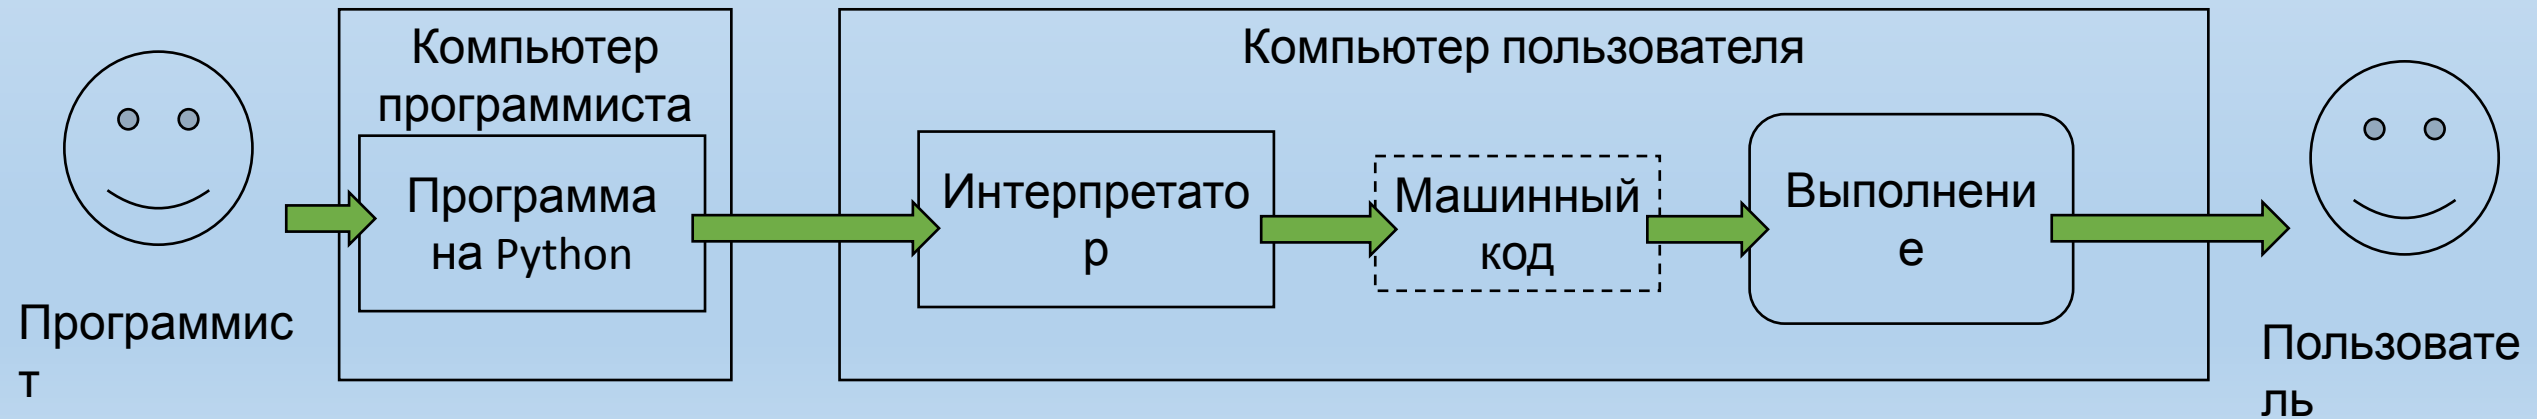 Программис
т
Компьютер
программиста
Программа
на Python
Компьютер пользователя
Интерпретато
р
Машинный
код
Выполнени
е
Пользовате
ль